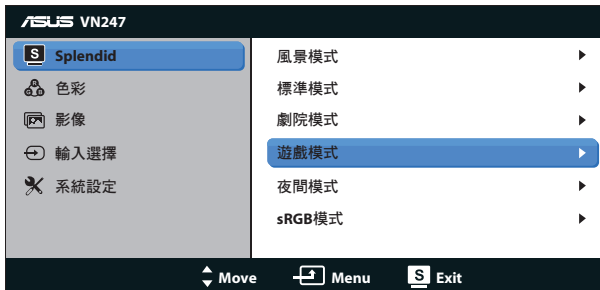 ASUS VN247
S Splendid
色彩
影像
輸入選擇
系統設定
風景模式
標準模式
劇院模式
遊戲模式
夜間模式
sRGB模式
Move Menu S Exit